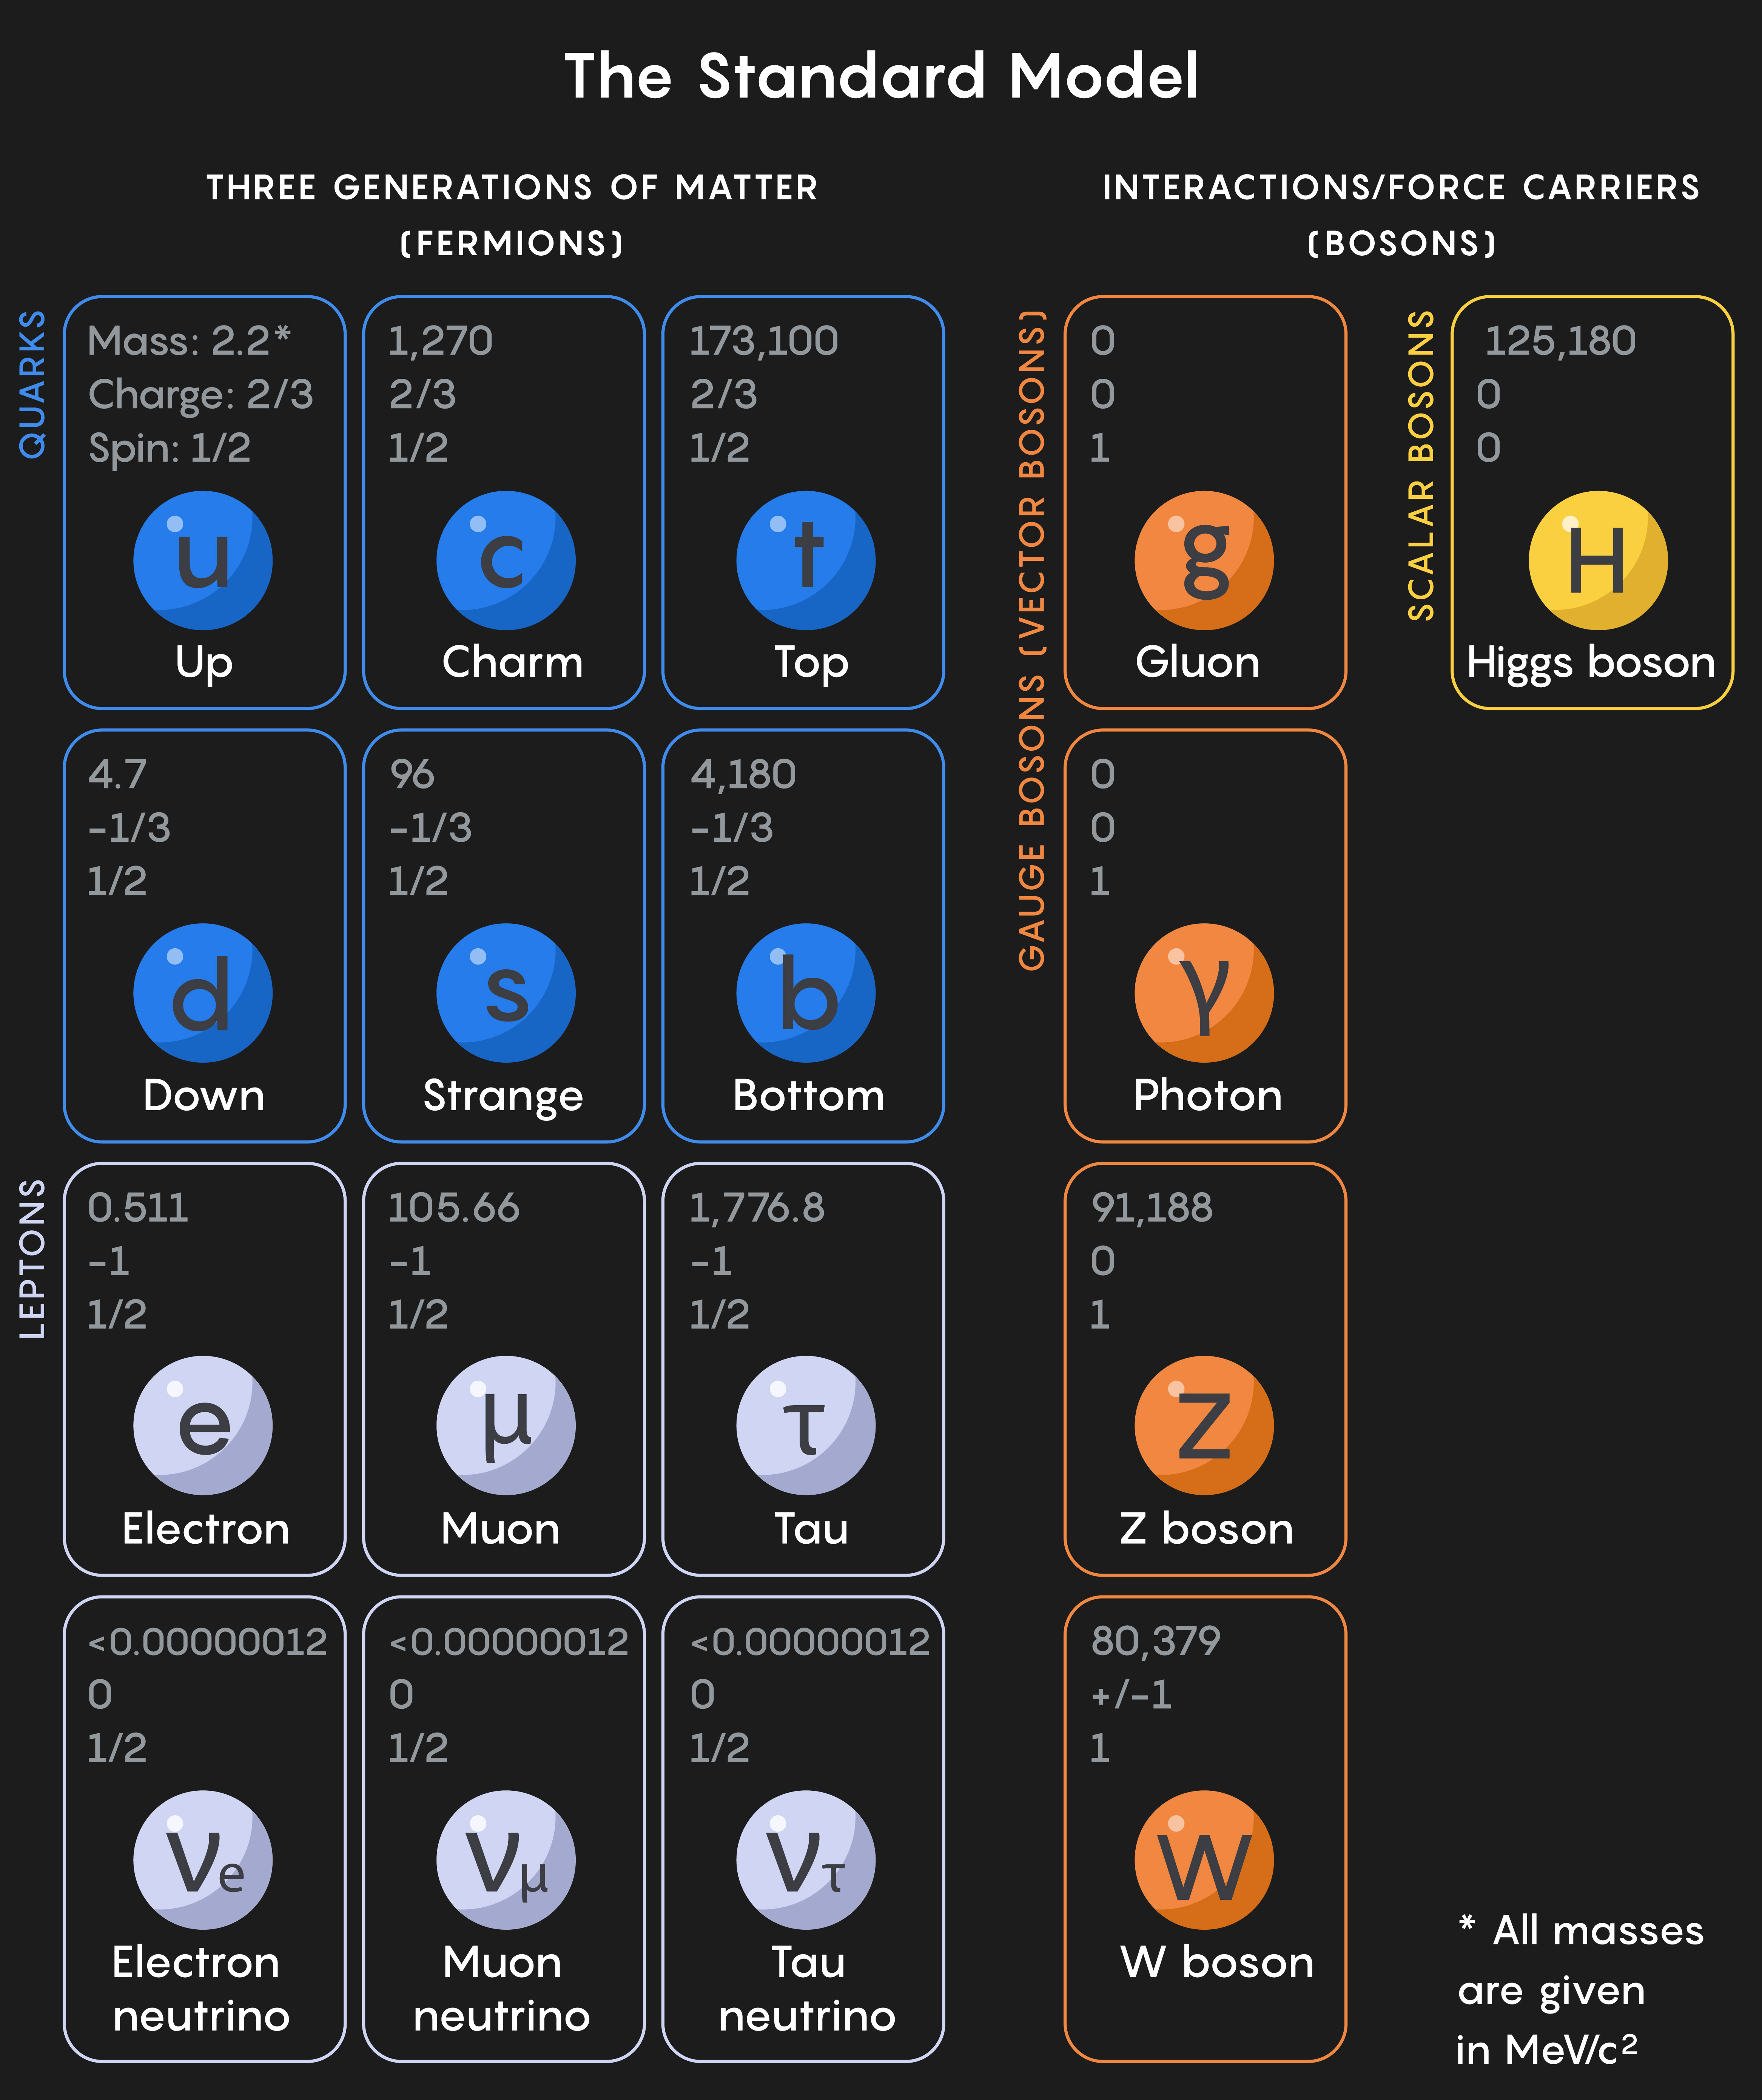 The Standard Model
THREE GENERATIONS OF MATTER
(FERMIONS)
INTERACTIONS/FORCE CARRIERS
(BOSONS)
QUARKS
Mass: 2.2*
Charge: 2/3
Spin: 1/2
u
Up
1,270
2/3
1/2
c
Charm
173,100
2/3
1/2
t
Top
4.7
-1/3
1/2
d
Down
96
-1/3
1/2
s
Strange
4,180
-1/3
1/2
b
Bottom
LEPTONS
0.511
-1
1/2
e
Electron
105.66
-1
1/2
μ
Muon
1,776.8
-1
1/2
τ
Tau
<0.00000012
0
1/2
νe
Electron
neutrino
<0.00000012
0
1/2
νμ
Muon
neutrino
<0.00000012
0
1/2
ντ
Tau
neutrino
GAUGE BOSONS (VECTOR BOSONS)
0
0
1
g
Gluon
0
0
1
γ
Photon
91,188
0
1
Z
Z boson
80,379
+/-1
1
W
W boson
SCALAR BOSONS
125,180
0
0
H
Higgs boson
* All masses
are given
in MeV/c²